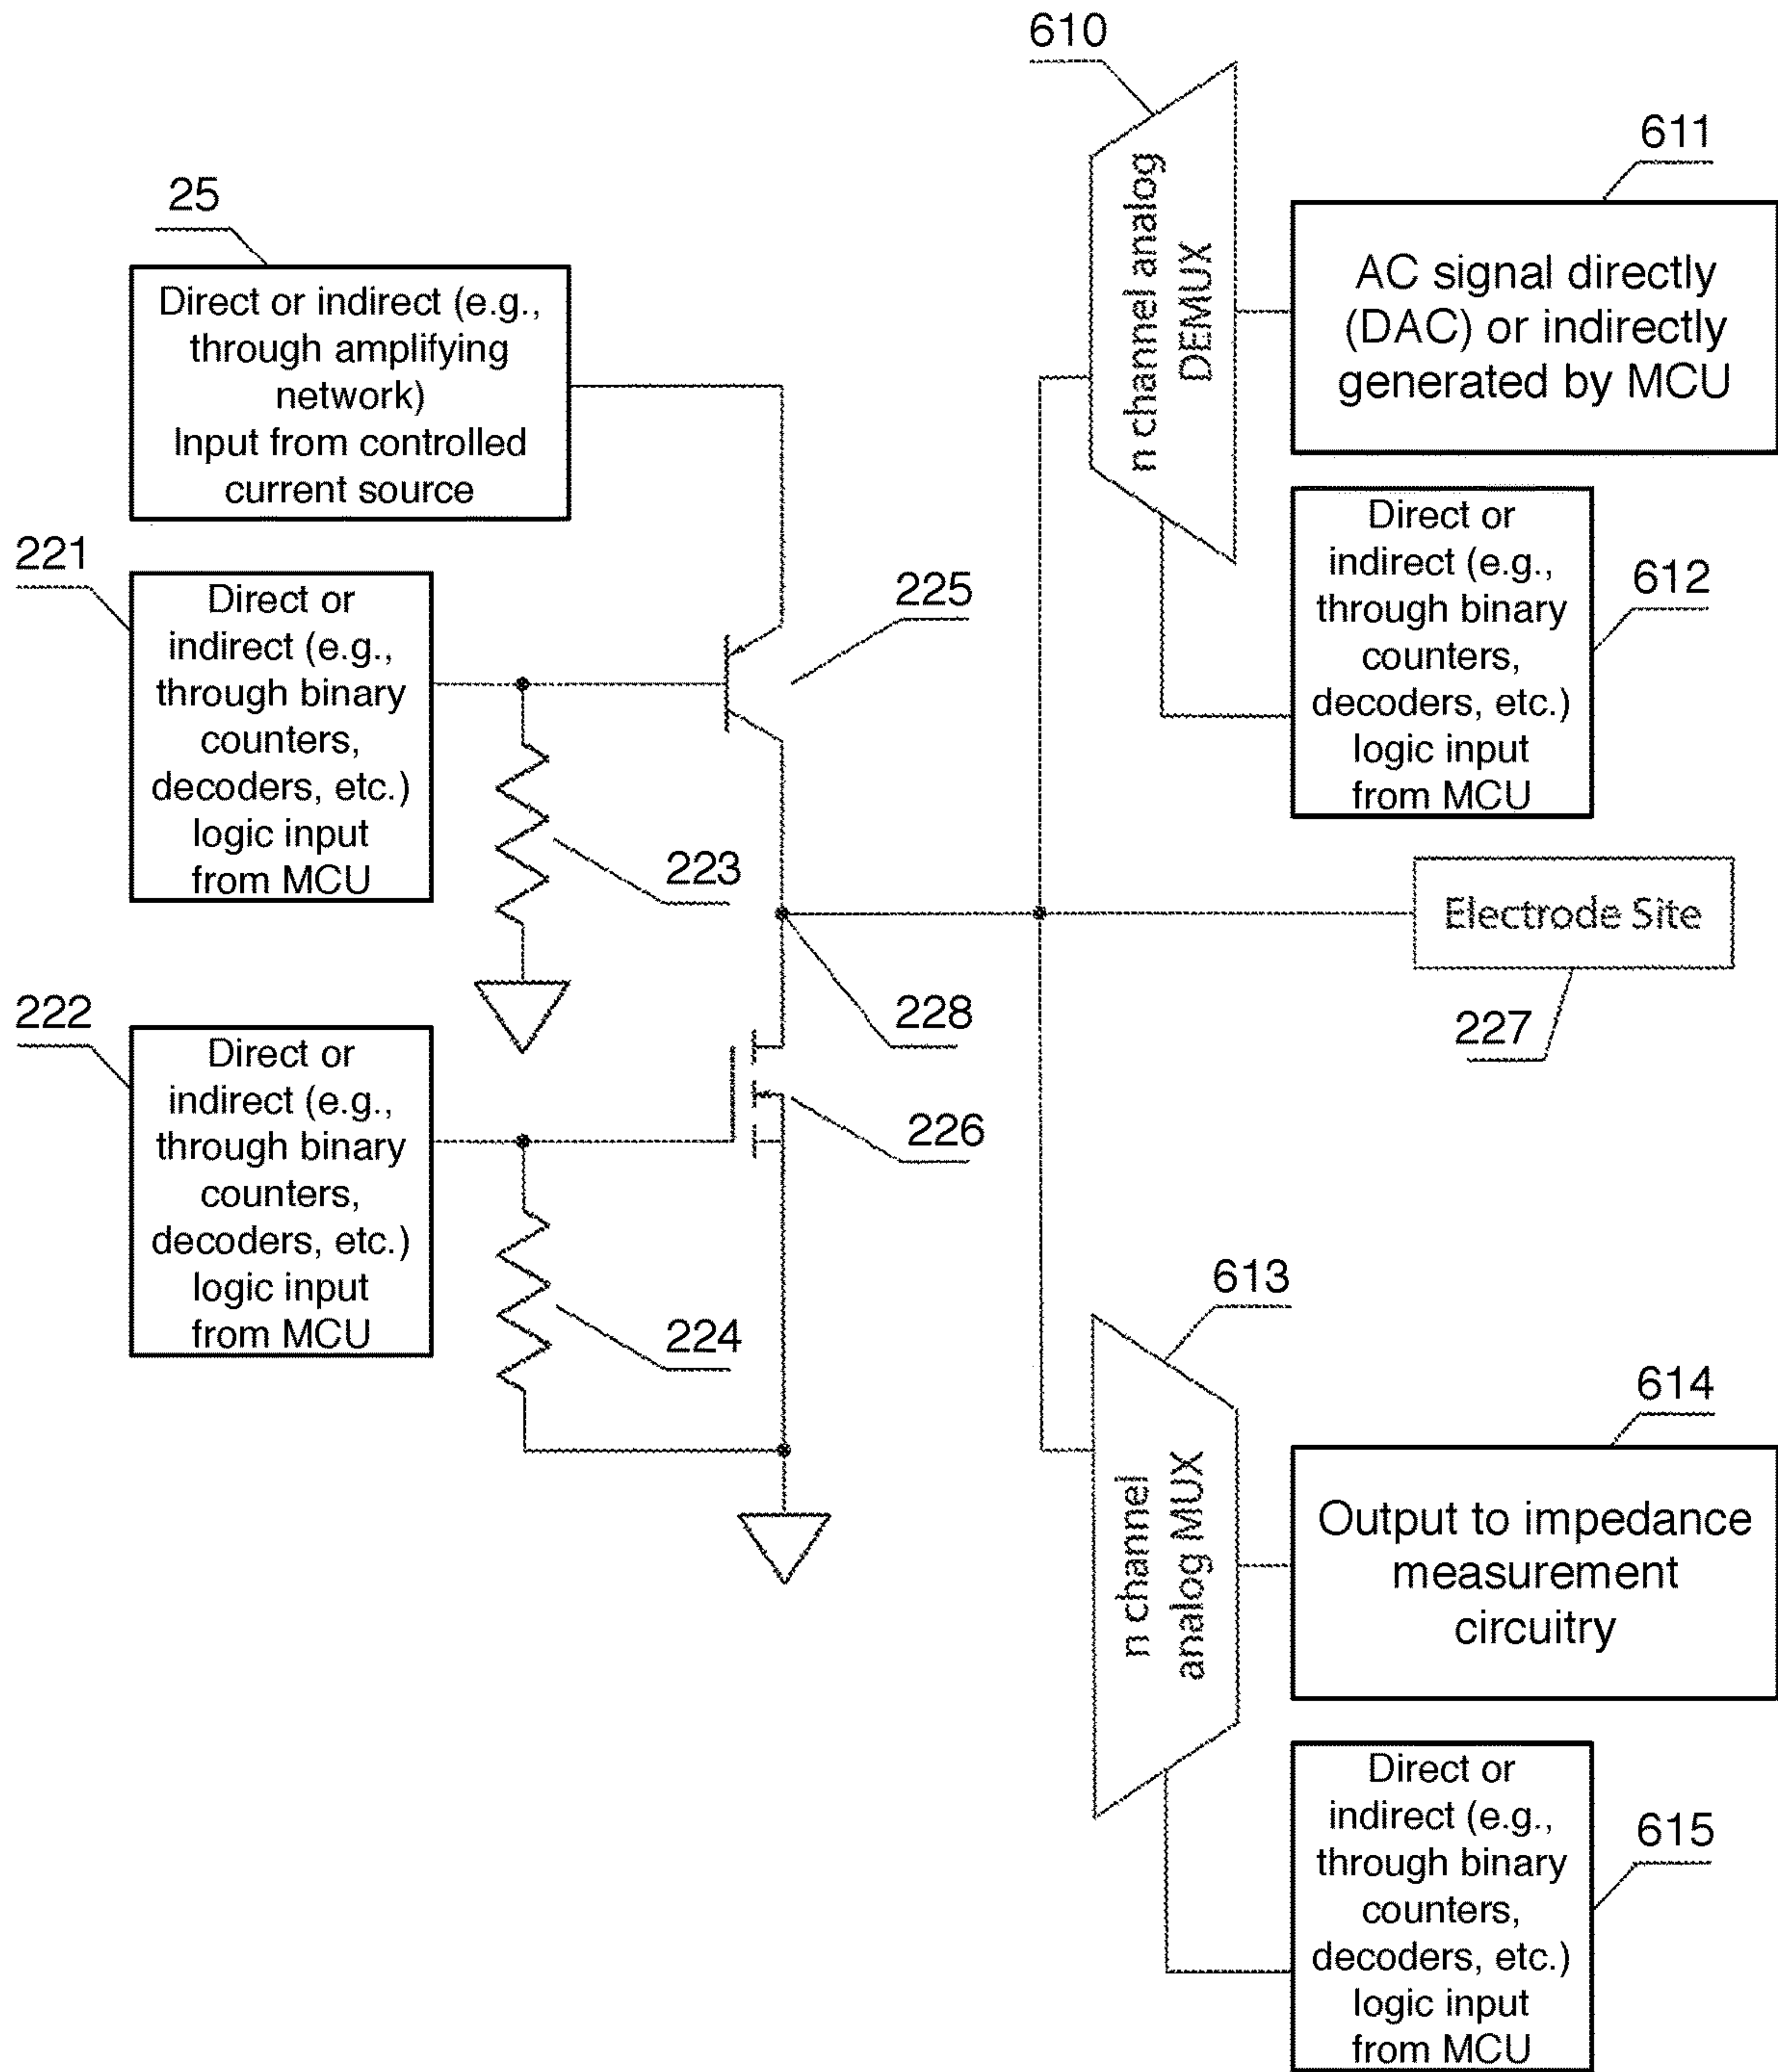 610
611
25
Direct or indirect (e.g.,
through amplifying
network)
Input from controlled
current source
n channel analog
DEMUX
AC signal directly
(DAC) or indirectly
generated by MCU
221
Direct or
indirect (e.g.,
through binary
counters,
decoders, etc.)
logic input
from MCU
225
Direct or
indirect (e.g.,
through binary
counters,
decoders, etc.)
logic input
from MCU
612
223
Electrode Site
227
222
Direct or
indirect (e.g.,
through binary
counters,
decoders, etc.)
logic input
from MCU
228
226
224
613
n channel
analog MUX
614
Output to impedance
measurement
circuitry
Direct or
indirect (e.g.,
through binary
counters,
decoders, etc.)
logic input
from MCU
615